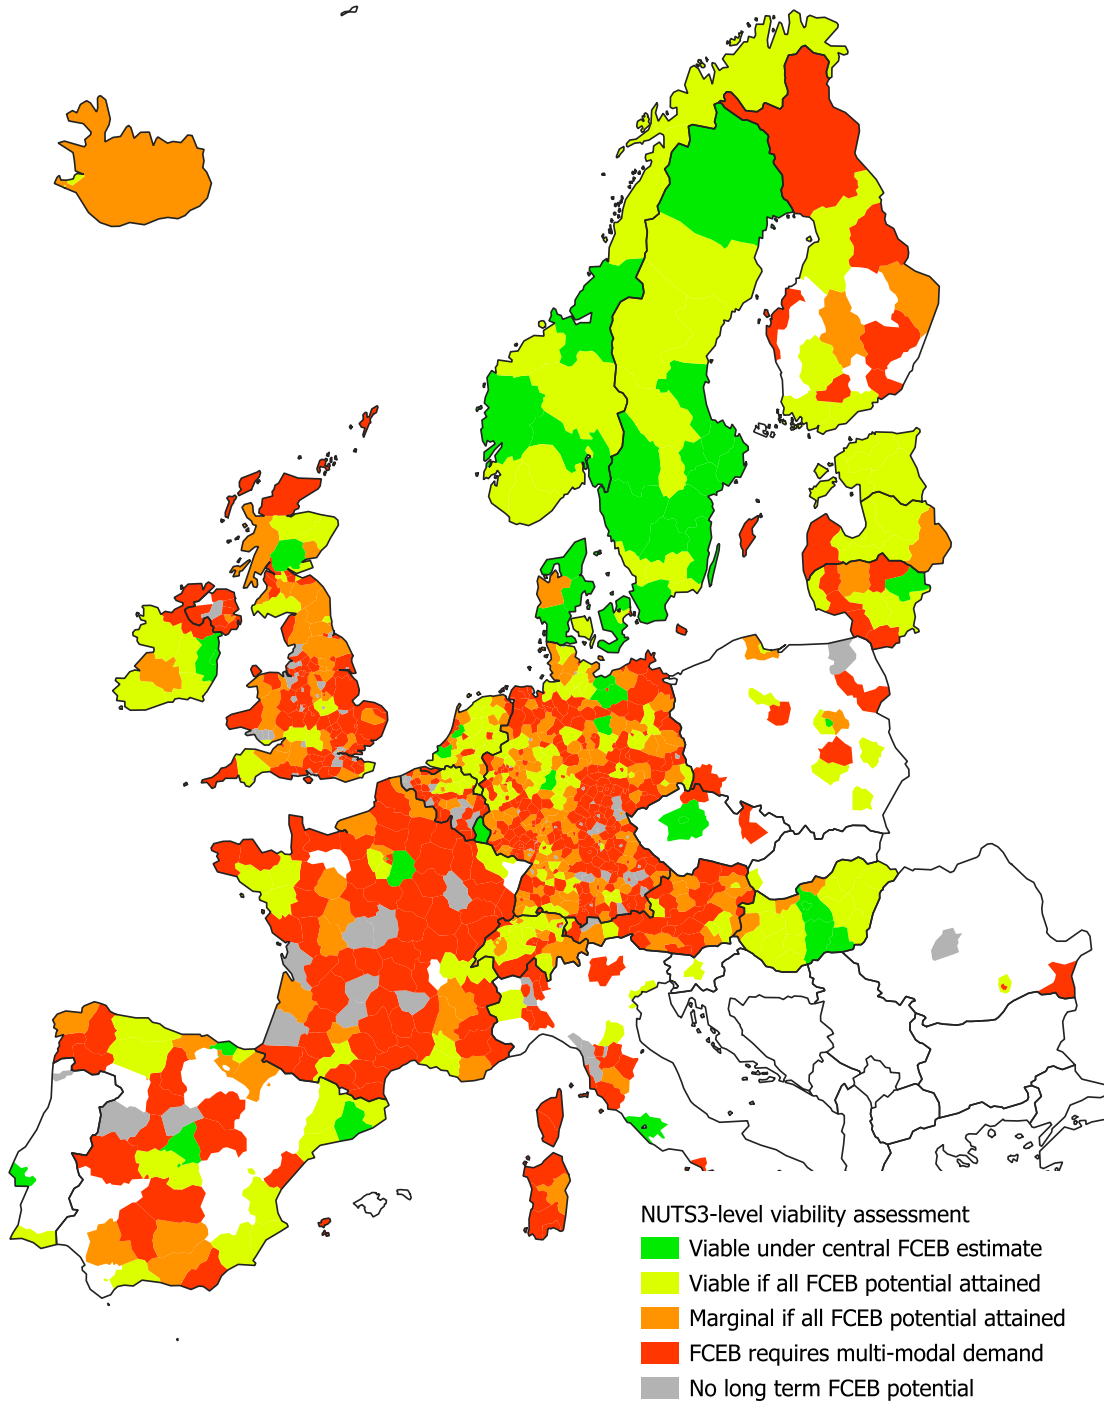 NUTS3-level viability assessment
Viable under central FCEB estimate
Viable if all FCEB potential attained
Marginal if all FCEB potential attained
FCEB requires multi-modal demand
No long term FCEB potential